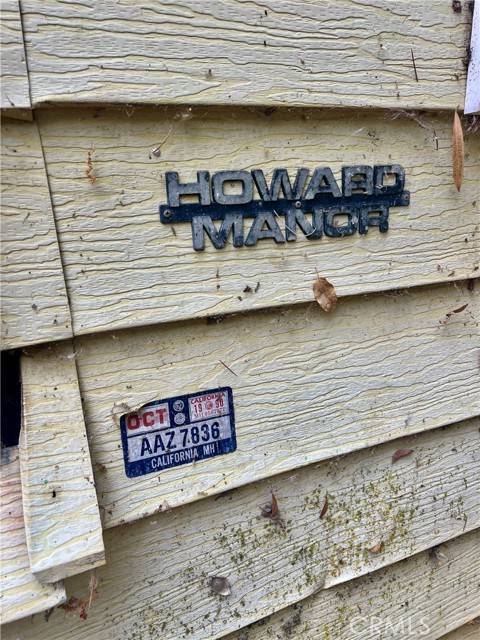 HOWARD
MANOR
OCT
CALIFORNIA
19 90
AAZ 7836
CALIFORNIA MH
CRMLS